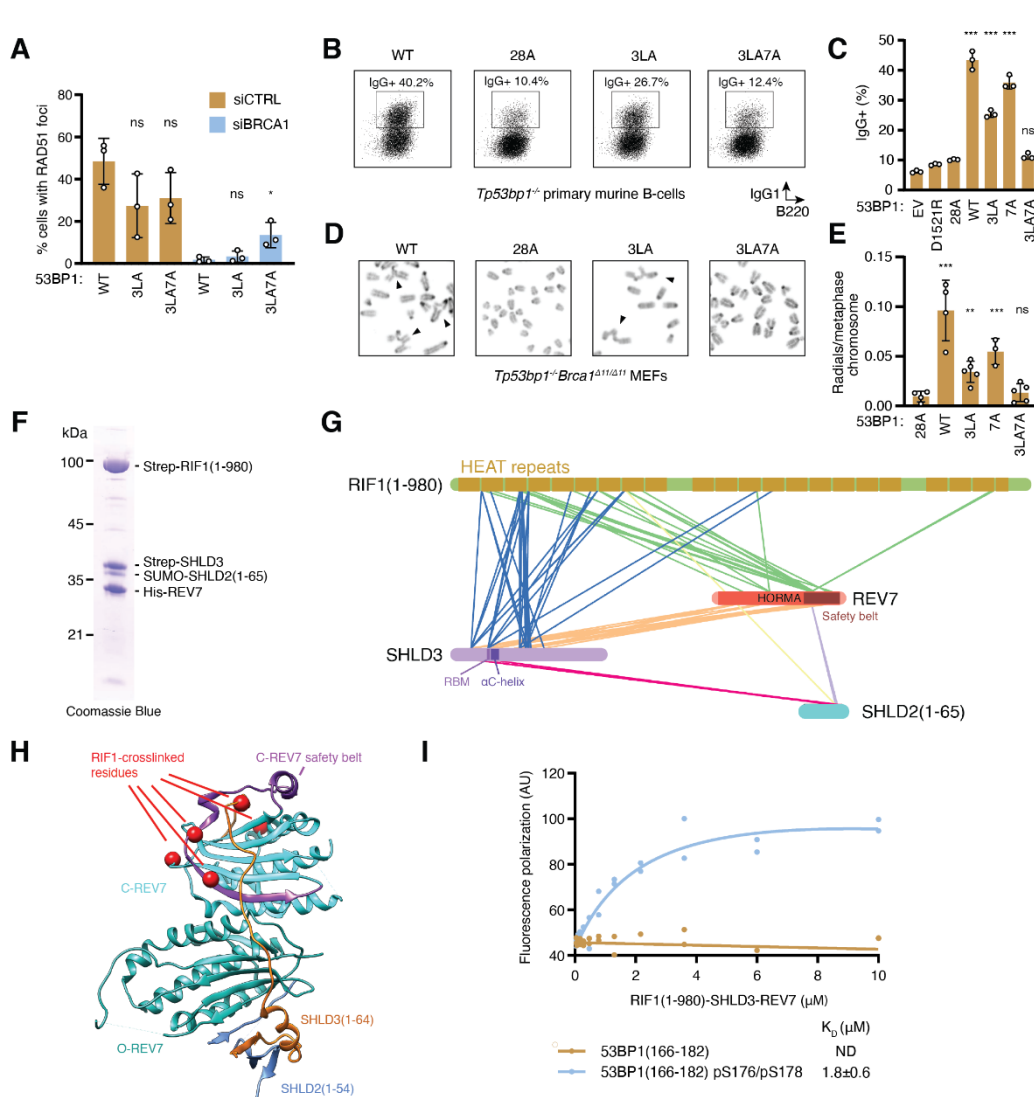 A
% cells with RAD51 foci
80
60
40
20
0
siCTRL
siBRCA1
ns
ns
ns
*
53BP1:
WT
3LA
3LA7A
WT
3LA
3LA7A
B
WT
28A
3LA
3LA7A
IgG+ 40.2%
IgG+ 10.4%
IgG+ 26.7%
IgG+ 12.4%
Tp53bp1-/- primary murine B-cells
IgG1
B220
C
IgG+ (%)
50
40
30
20
10
0
***
***
***
ns
53BP1:
EV
D1521R
28A
WT
3LA
7A
3LA7A
D
WT
28A
3LA
3LA7A
Tp53bp1-/-Brca1Δ11/Δ11 MEFs
E
Radials/metaphase
chromosome
0.15
0.10
0.05
0.00
***
**
***
ns
53BP1:
28A
WT
3LA
7A
3LA7A
F
kDa
100
45
35
21
Strep-RIF1(1-980)
Strep-SHLD3
SUMO-SHLD2(1-65)
His-REV7
Coomassie Blue
G
HEAT repeats
RIF1(1-980)
HORMA
REV7
Safety belt
SHLD3
RBM
αC-helix
SHLD2(1-65)
H
RIF1-crosslinked
residues
C-REV7 safety belt
C-REV7
O-REV7
SHLD3(1-64)
SHLD2(1-54)
I
Fluorescence polarization (AU)
120
100
80
60
40
0
2
4
6
8
10
RIF1(1-980)-SHLD3-REV7 (µM)
KD (µM)
53BP1(166-182) ND
53BP1(166-182) pS176/pS178 1.8±0.6